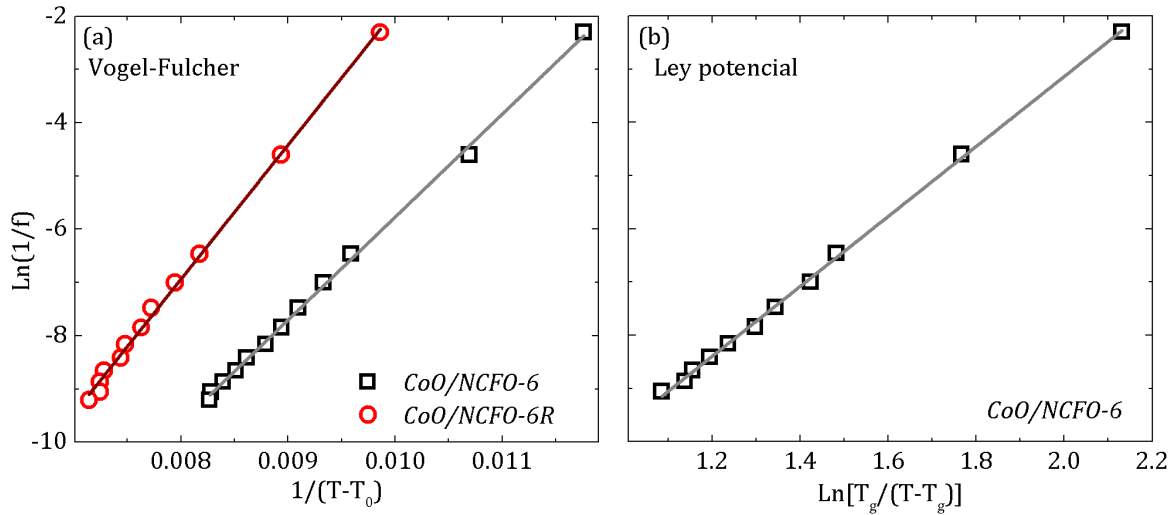 (a)
Vogel-Fulcher
Ln(1/f)
-2
-4
-6
-8
-10
0.008
0.009
0.010
0.011
1/(T-T₀)
CoO/NCFO-6
CoO/NCFO-6R
(b)
Ley potencial
CoO/NCFO-6
1.2
1.4
1.6
1.8
2.0
2.2
Ln[T_g/(T-T_g)]